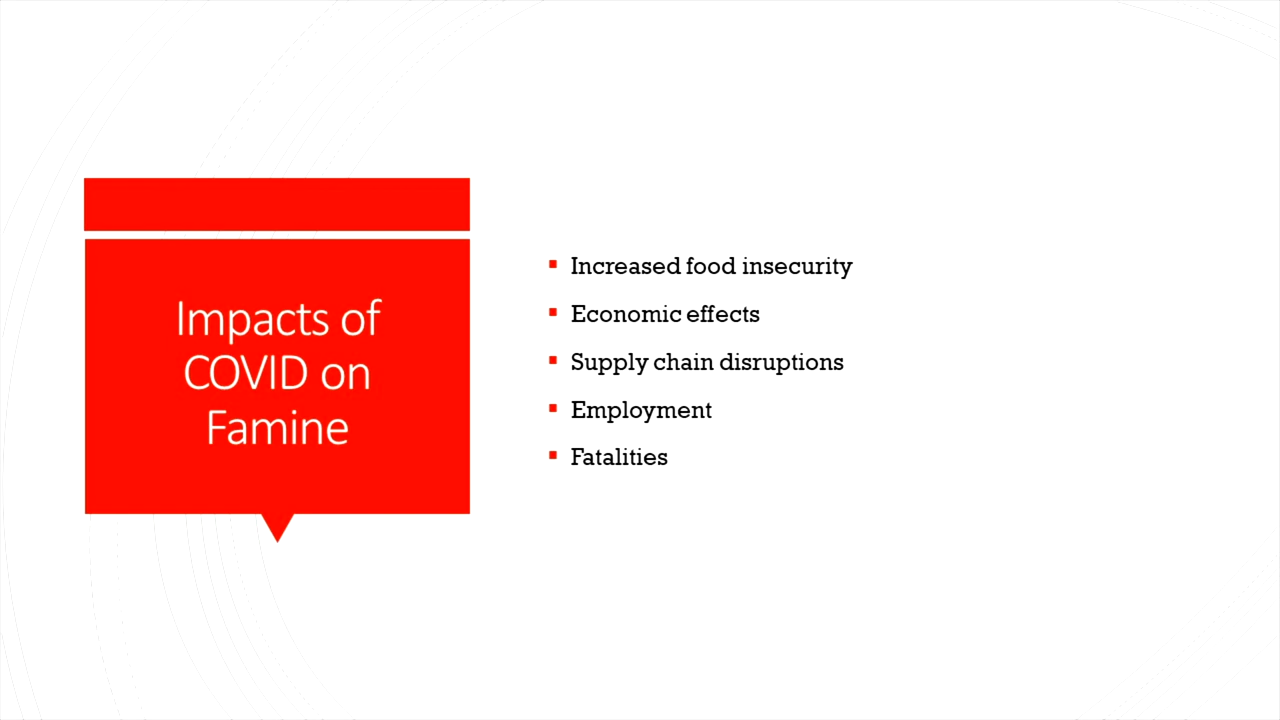 Impacts of
COVID on
Famine
Increased food insecurity
Economic effects
Supply chain disruptions
Employment
Fatalities